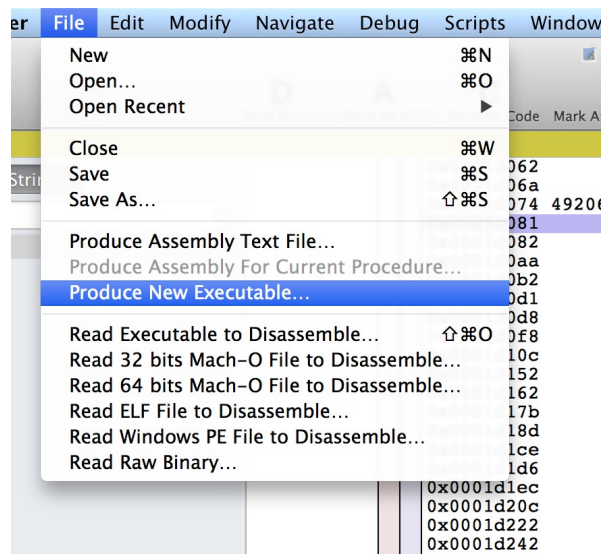 er File Edit Modify Navigate Debug Scripts Window
New ⌘N
Open... ⌘O
Open Recent ▶
Code Mark A
Close ⌘W
Save ⌘S
Save As... ⇧⌘S
Stri
Produce Assembly Text File...
Produce Assembly For Current Procedure...
Produce New Executable...
Read Executable to Disassemble... ⇧⌘O
Read 32 bits Mach-O File to Disassemble...
Read 64 bits Mach-O File to Disassemble...
Read ELF File to Disassemble...
Read Windows PE File to Disassemble...
Read Raw Binary...
062
06a
074 49206
081
082
0aa
0b2
0d1
0d8
0f8
10c
152
162
17b
18d
1ce
1d6
0x0001d1ec
0x0001d20c
0x0001d222
0x0001d242